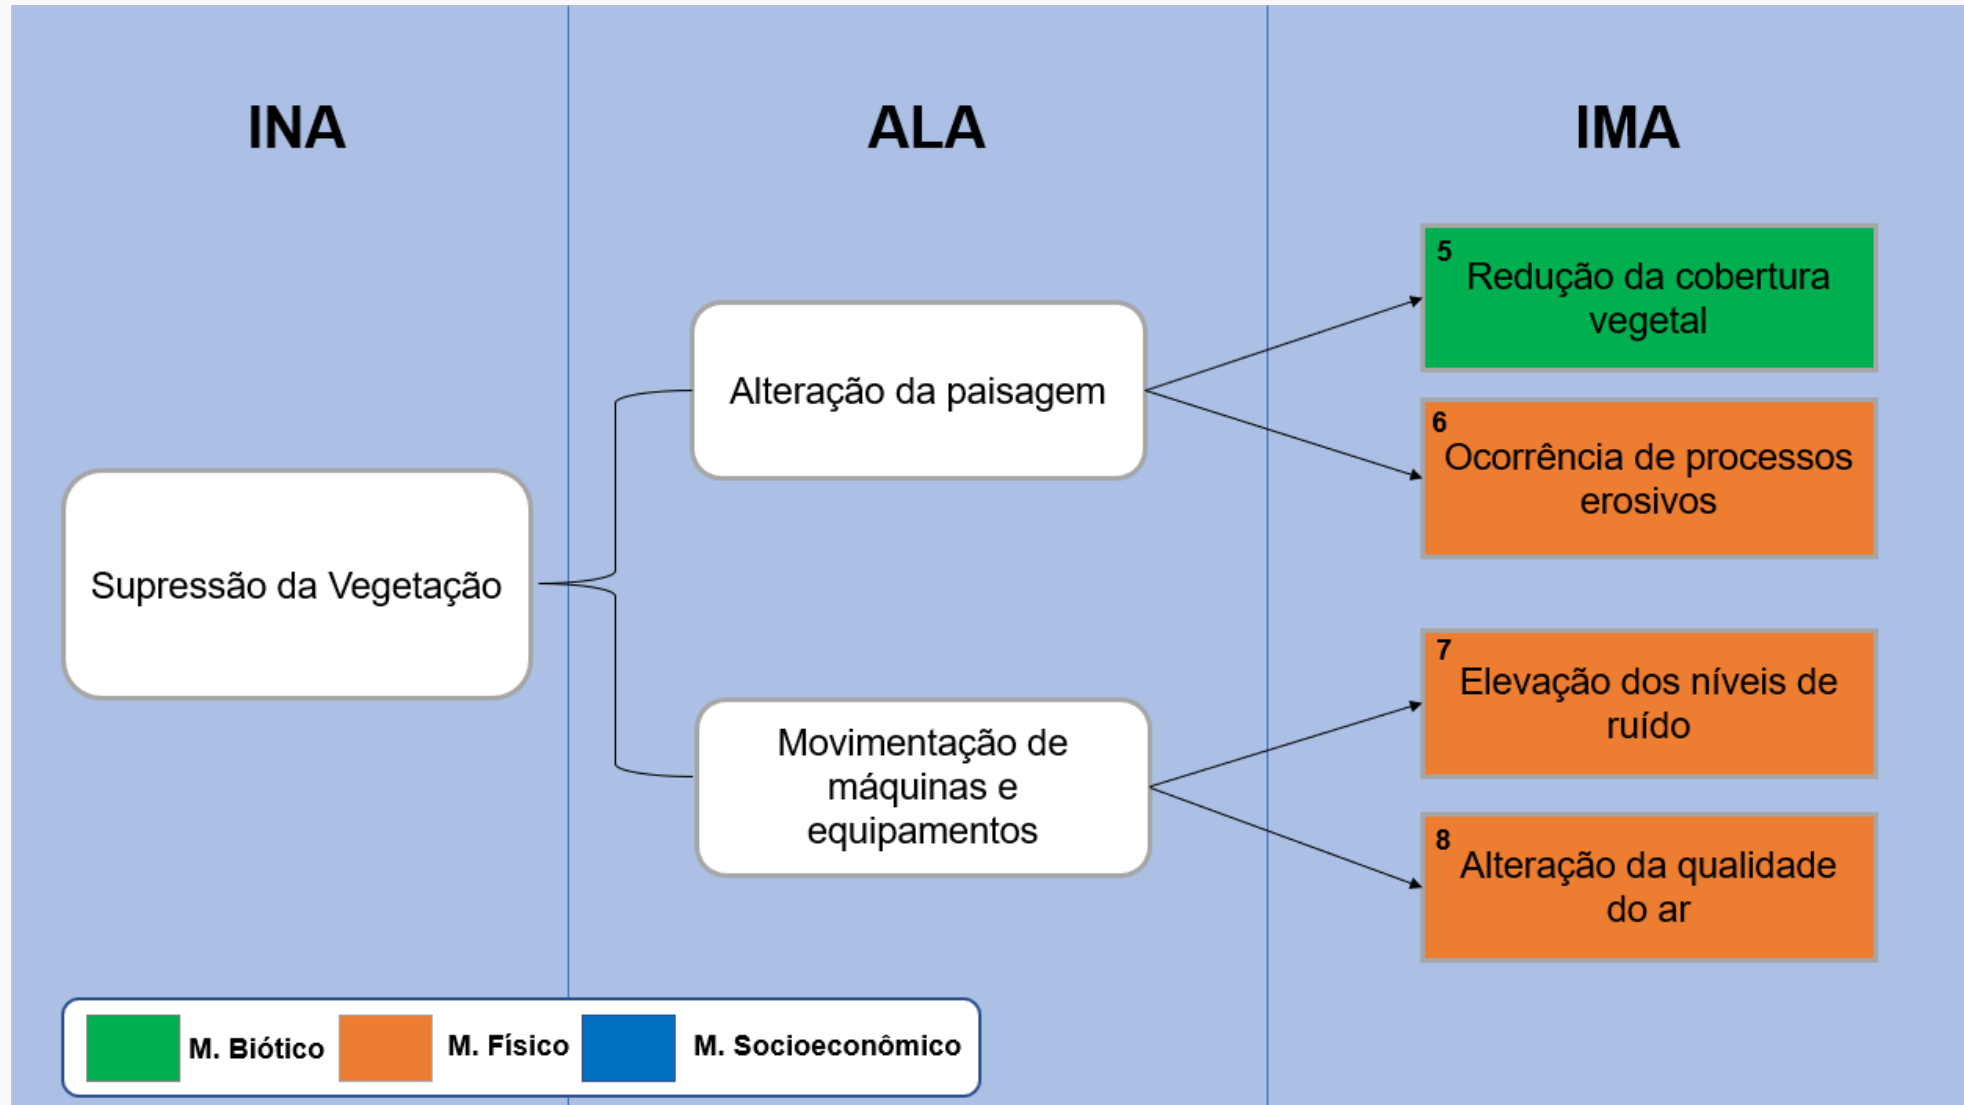 INA
ALA
IMA
Supressão da Vegetação
Alteração da paisagem
Movimentação de
máquinas e
equipamentos
5
Redução da cobertura
vegetal
6
Ocorrência de processos
erosivos
7
Elevação dos níveis de
ruído
8
Alteração da qualidade
do ar
M. Biótico
M. Físico
M. Socioeconômico